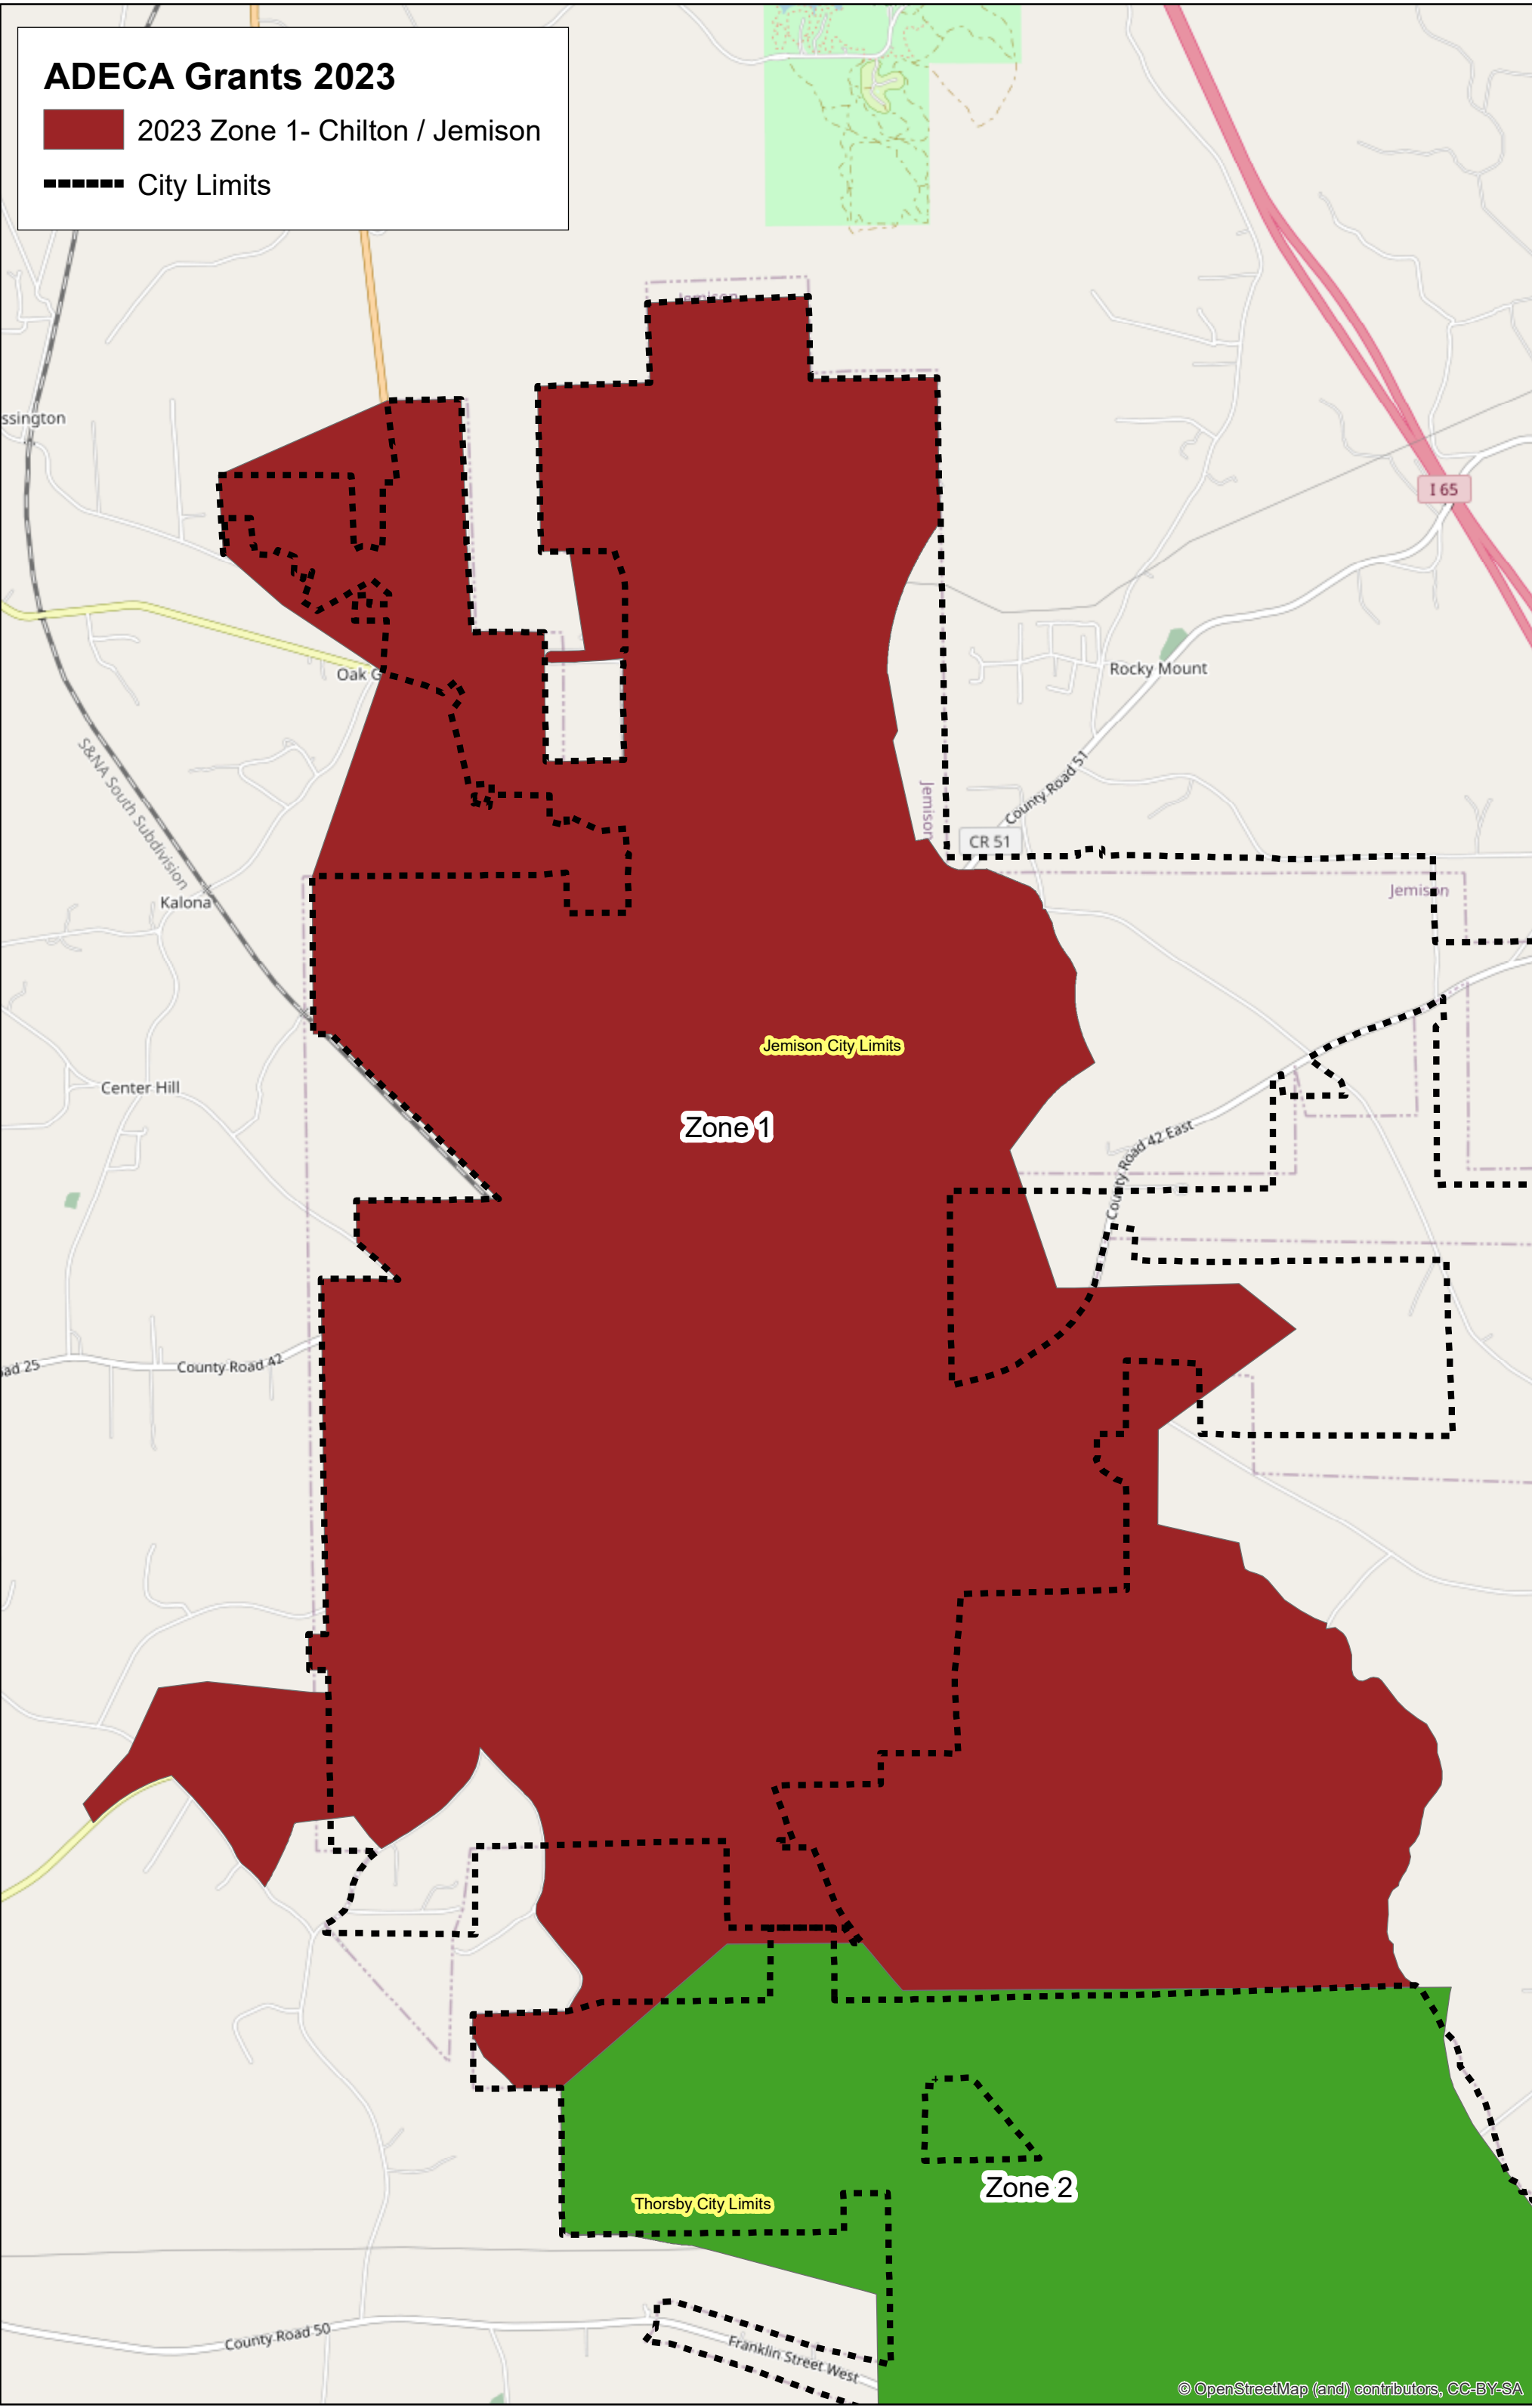 ADECA Grants 2023
2023 Zone 1- Chilton / Jemison
City Limits
Jemison
ssington
I 65
Oak G
Rocky Mount
S&NA South Subdivision
County Road 51
Jemison
CR 51
Jemison
Kalona
Jemison City Limits
Center Hill
Zone 1
County Road 42 East
oad 25
County Road 42
Zone 2
Thorsby City Limits
County Road 50
Franklin Street West
© OpenStreetMap (and) contributors, CC-BY-SA